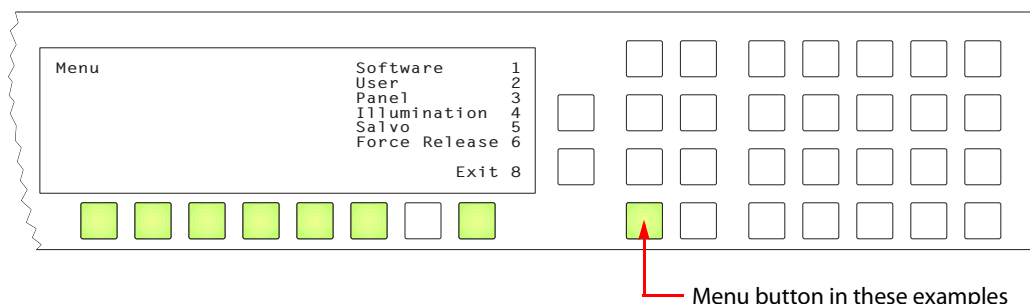 Menu Software 1
User 2
Panel 3
Illumination 4
Salvo 5
Force Release 6
Exit 8
Menu button in these examples